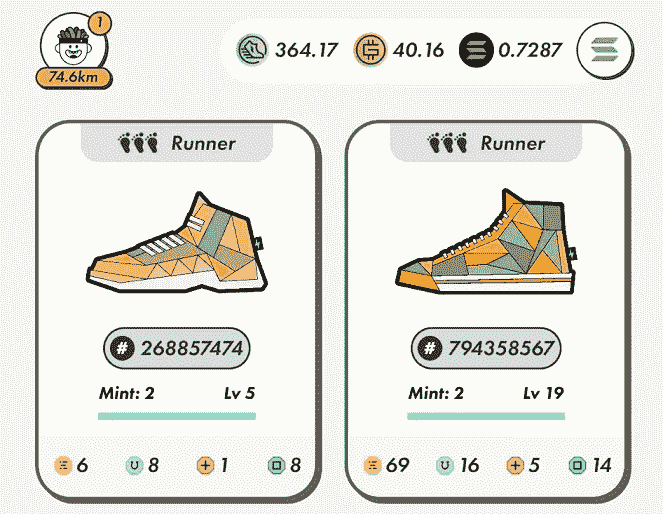 1
74.6km
364.17 40.16 0.7287
Runner
# 268857474
Mint: 2 Lv 5
6 8 1 8
Runner
# 794358567
Mint: 2 Lv 19
69 16 5 14